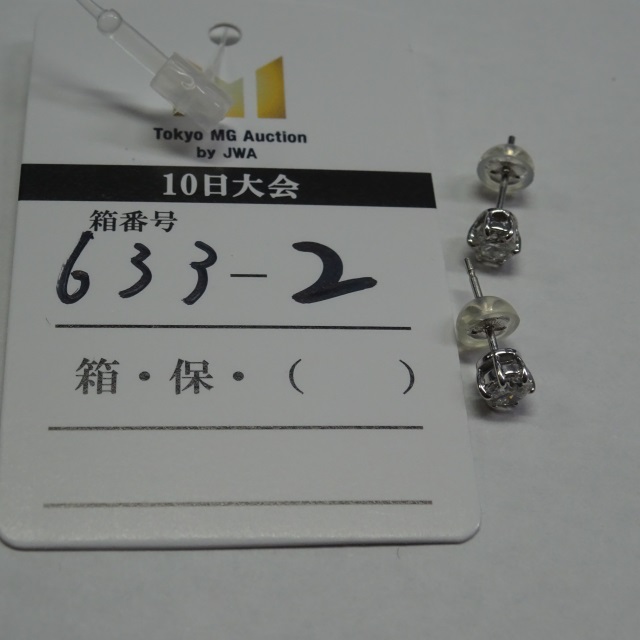 Tokyo MG Auction
by JWA
10日大会
箱番号
633-2
箱・保・（　　）